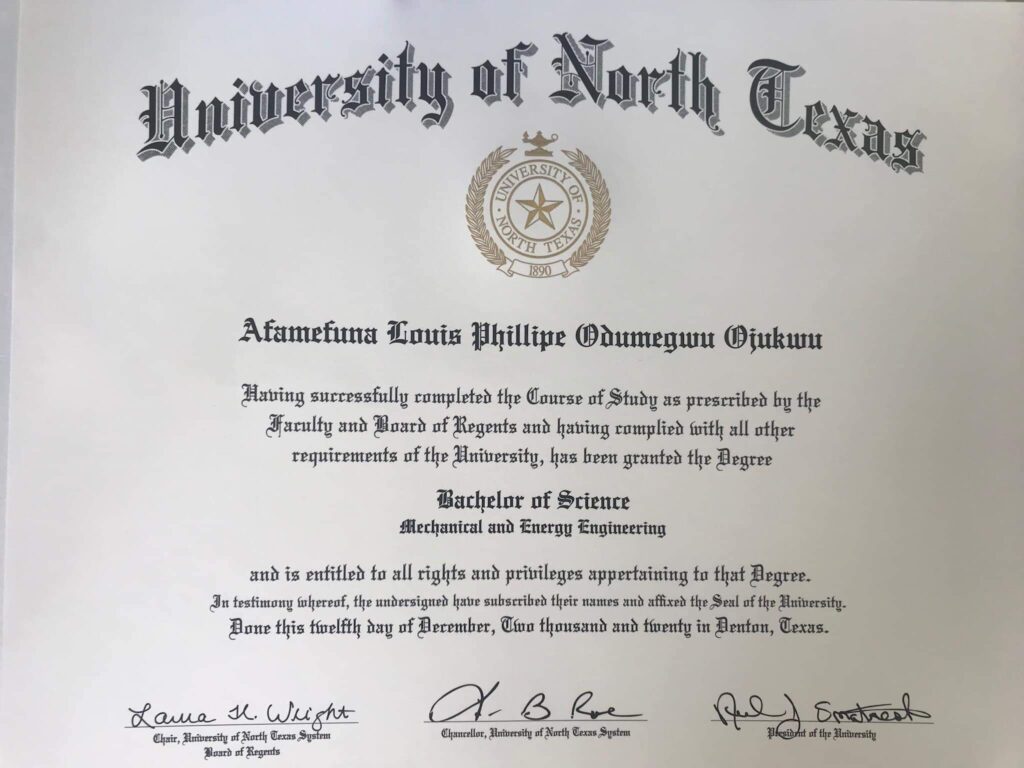 University of North Texas
UNIVERSITY OF
NORTH TEXAS
1890
Afamefuna Louis Phillipe Odumegwu Ojukwu
Having successfully completed the Course of Study as prescribed by the
Faculty and Board of Regents and having complied with all other
requirements of the University, has been granted the Degree
Bachelor of Science
Mechanical and Energy Engineering
and is entitled to all rights and privileges appertaining to that Degree.
In testimony whereof, the undersigned have subscribed their names and affixed the Seal of the University.
Done this twelfth day of December, Two thousand and twenty in Denton, Texas.
Laura H. Wright
B Roe
Chair, University of North Texas System
Board of Regents
Chancellor, University of North Texas System
President of the University